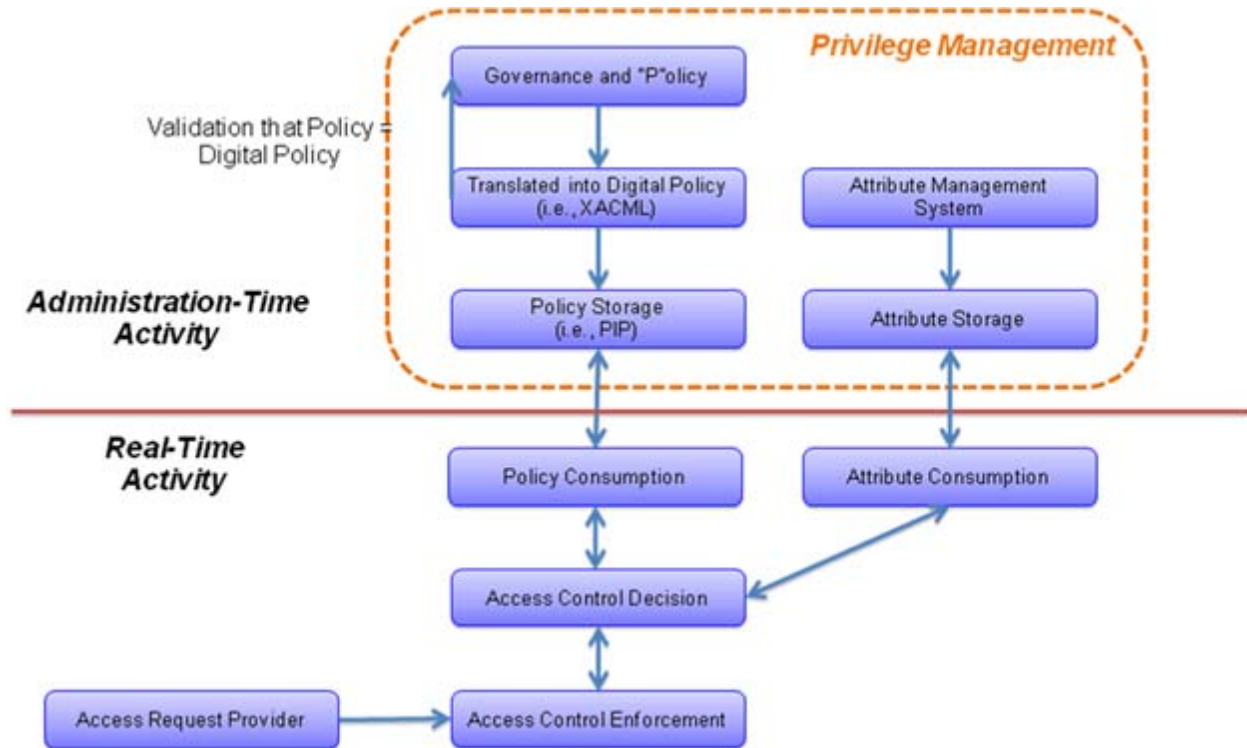 Privilege Management
Governance and "P"olicy
Validation that Policy =
Digital Policy
Translated into Digital Policy
(i.e., XACML)
Attribute Management
System
Administration-Time
Activity
Policy Storage
(i.e., PIP)
Attribute Storage
Real-Time
Activity
Policy Consumption
Attribute Consumption
Access Control Decision
Access Request Provider
Access Control Enforcement